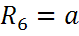 R₆ = a